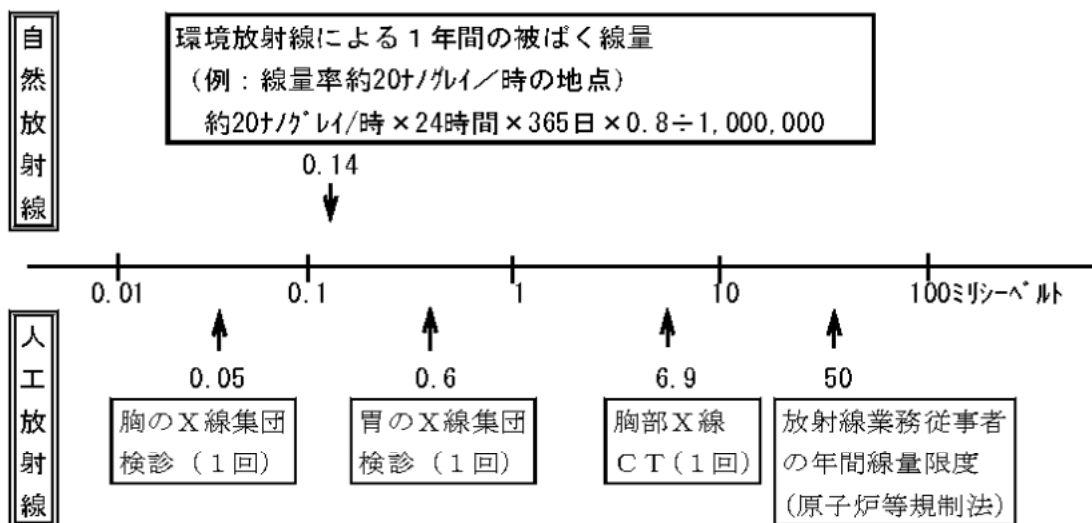 自然放射線
環境放射線による1年間の被ばく線量
(例:線量率約20ナノグレイ/時の地点)
約20ナノグレイ/時×24時間×365日×0.8÷1,000,000
0.14
0.01 0.1 1 10 100ミリシーベルト
人工放射線
0.05 0.6 6.9 50
胸のX線集団
検診(1回)
胃のX線集団
検診(1回)
胸部X線
CT(1回)
放射線業務従事者
の年間線量限度
(原子炉等規制法)